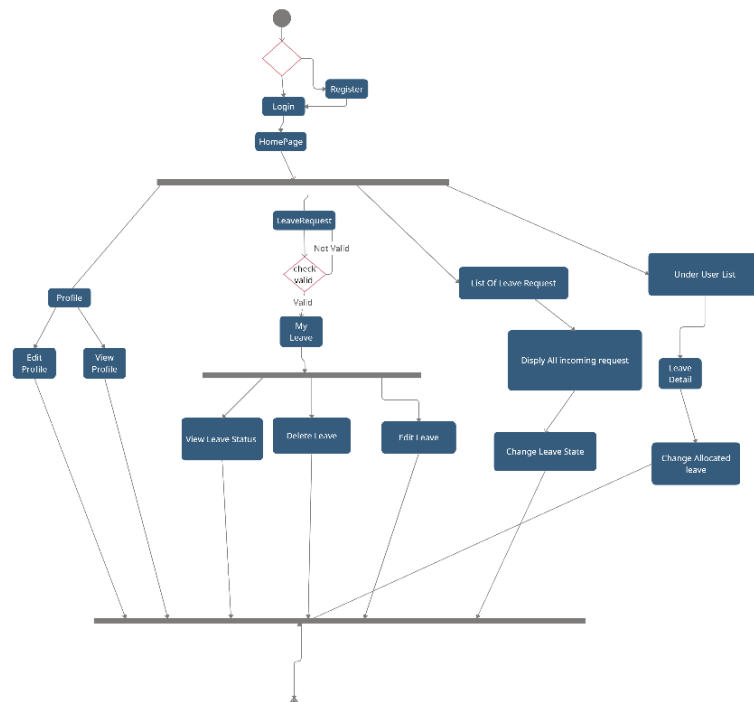 Register
Login
HomePage
LeaveRequest
Not Valid
check
valid
Valid
My
Leave
List Of Leave Request
Under User List
Profile
Edit
Profile
View
Profile
Disply All incoming request
Leave
Detail
View Leave Status
Delete Leave
Edit Leave
Change Leave State
Change Allocated
leave